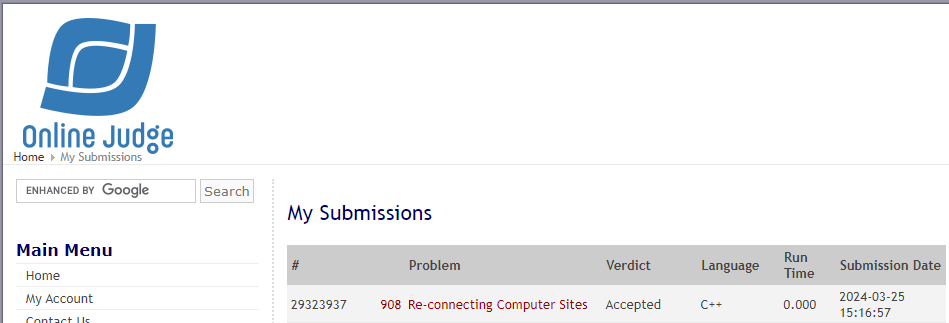 Online Judge
Home My Submissions
ENHANCED BY Google
Search
Main Menu
Home
My Account
Contact Us
My Submissions
# Problem Verdict Language Run Time Submission Date
29323937 908 Re-connecting Computer Sites Accepted C++ 0.000 2024-03-25 15:16:57